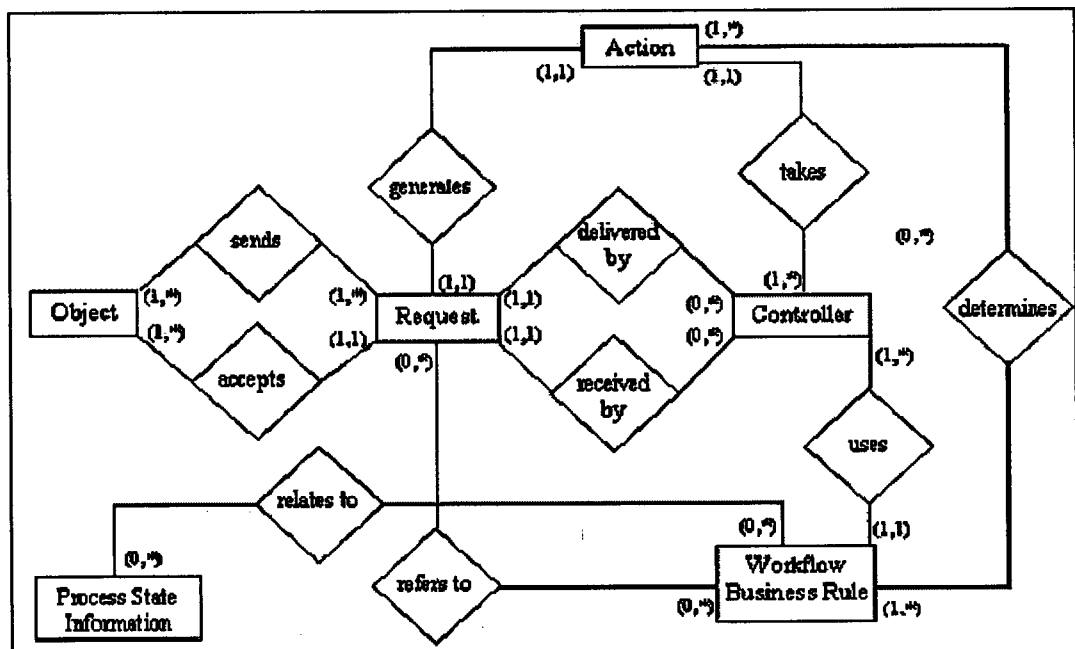 (1,*)
Action
(1,1)
(1,1)
generates
takes
sends
delivered
by
(0,*)
(1,*)
(1,*)
(1,1)
(1,1)
(0,*)
(1,*)
Object
Request
Controller
determines
(1,*)
(1,1)
(1,1)
(0,*)
(0,*)
(1,*)
accepts
received
by
uses
relates to
(0,*)
(1,1)
(0,*)
refers to
Workflow
Business Rule
Process State
Information
(0,*)
(1,*)